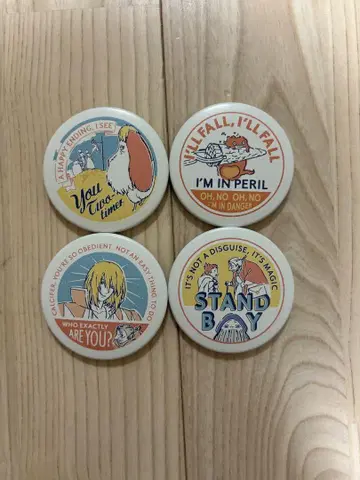 A HAPPY ENDING, I SEE
You
Two-
timer
I'LL FALL, I'LL FALL
I'M IN PERIL
OH, NO. OH, NO
I'M IN DANGER
CALCIFER, YOU'RE SO OBEDIENT. NOT AN EASY THING TO DO
WHO EXACTLY
ARE YOU?
IT'S NOT A DISGUISE, IT'S MAGIC
STAND
BY